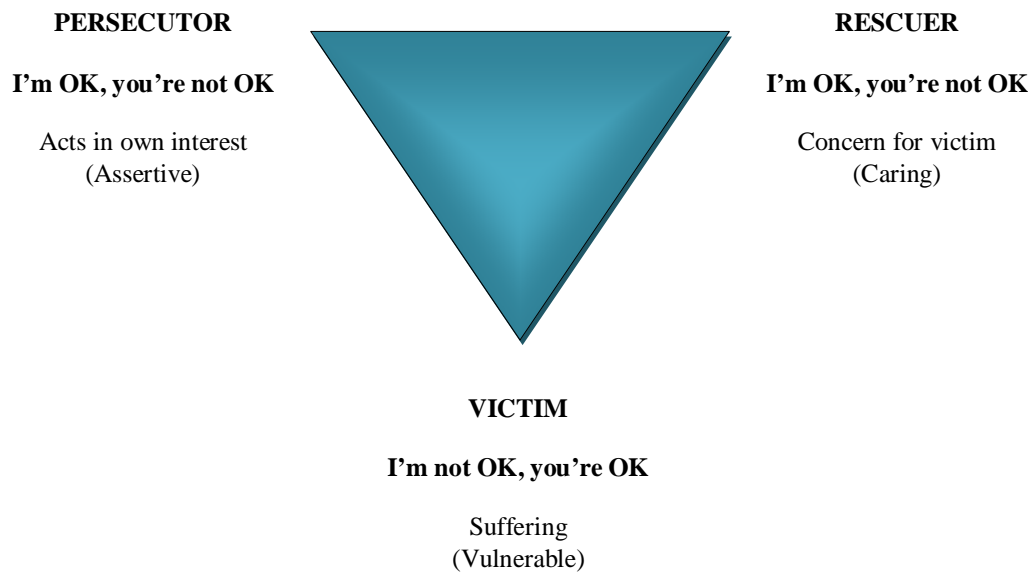 PERSECUTOR
I'm OK, you're not OK
Acts in own interest
(Assertive)
RESCUER
I'm OK, you're not OK
Concern for victim
(Caring)
VICTIM
I'm not OK, you're OK
Suffering
(Vulnerable)